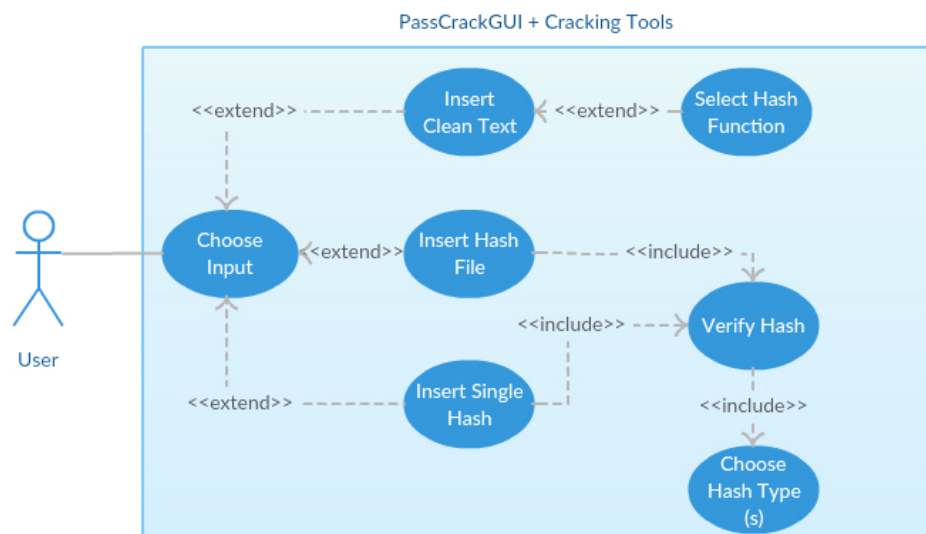 PassCrackGUI + Cracking Tools
Insert
Clean Text
Select Hash
Function
<<extend>>
<<extend>>
Choose
Input
<<extend>>
Insert Hash
File
<<include>>
User
<<include>>
Verify Hash
<<extend>>
Insert Single
Hash
<<include>>
Choose
Hash Type
(s)